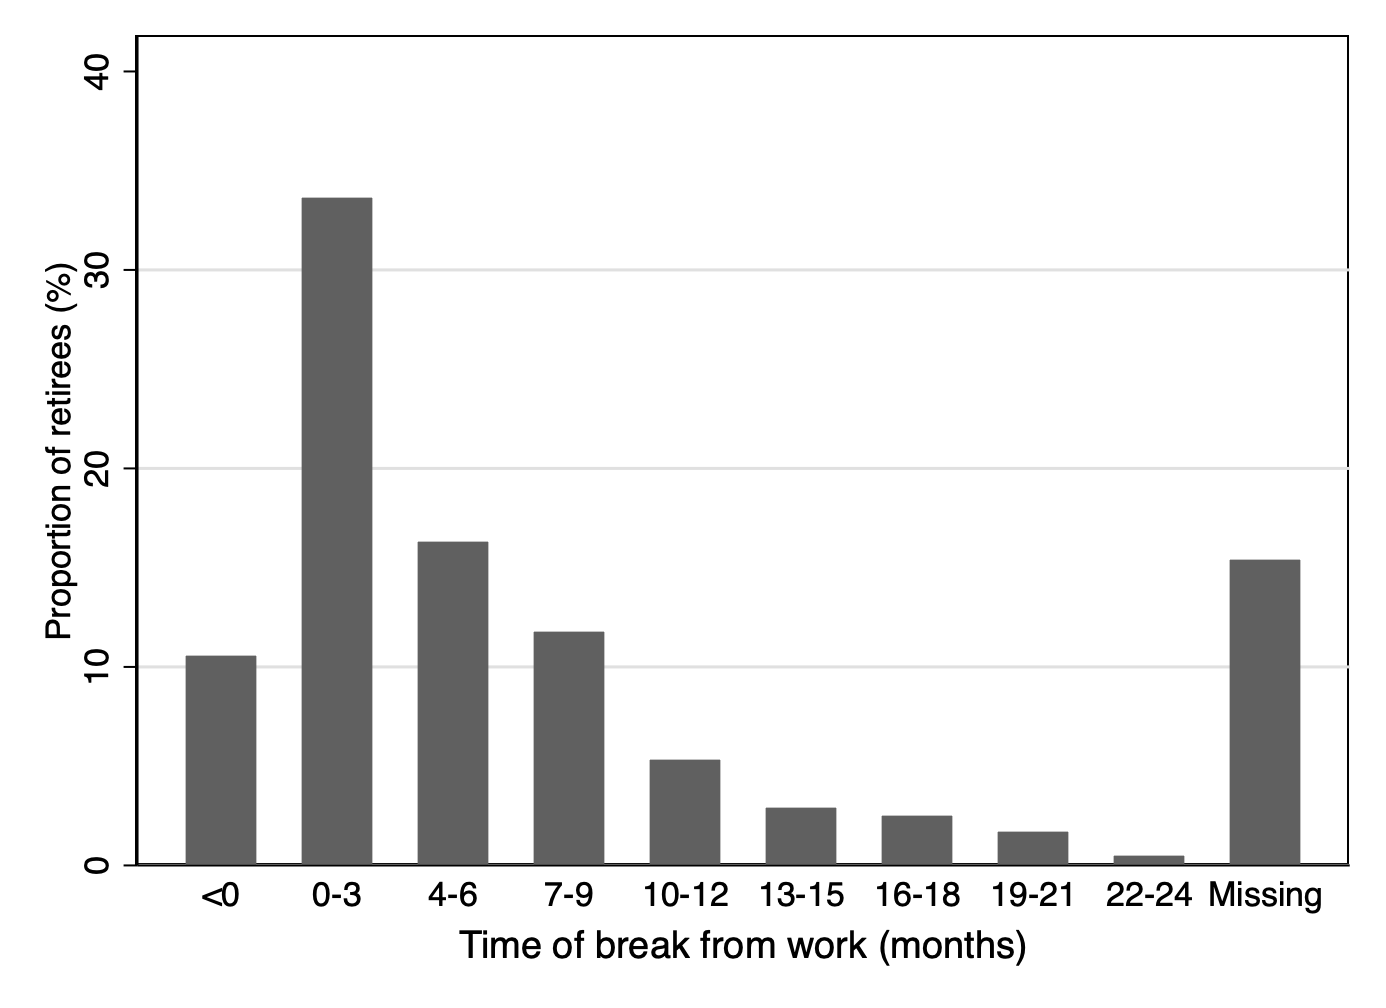 40
30
20
10
0
Proportion of retirees (%)
<0 0-3 4-6 7-9 10-12 13-15 16-18 19-21 22-24 Missing
Time of break from work (months)